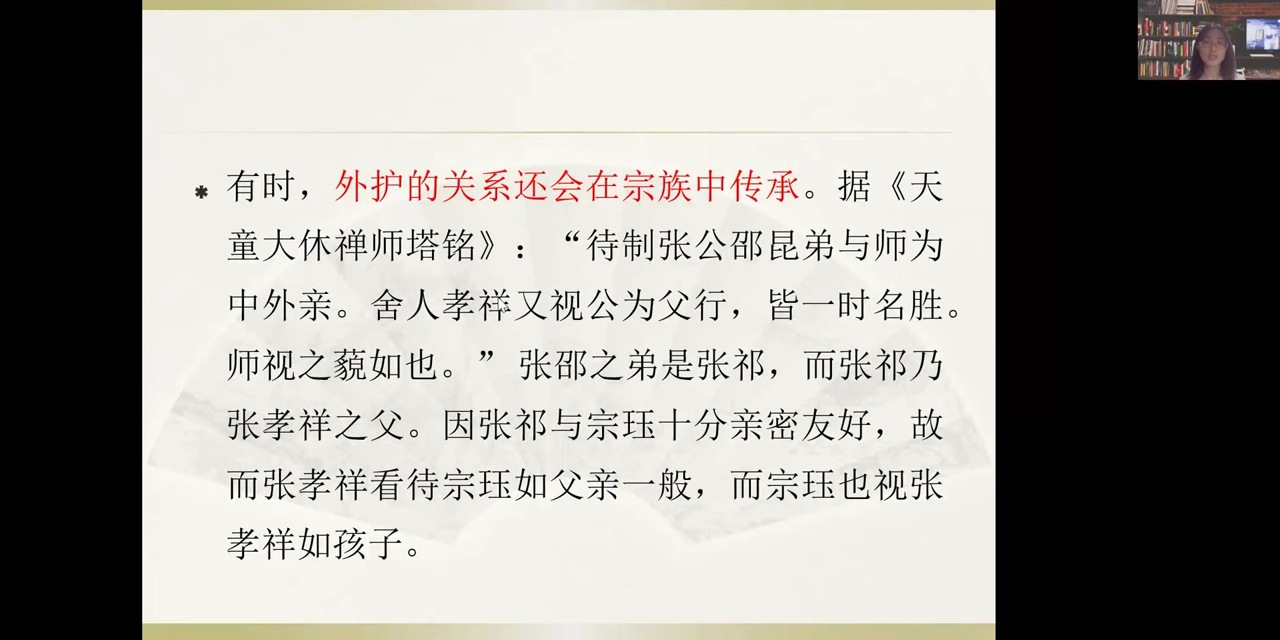 * 有时，外护的关系还会在宗族中传承。据《天
童大休禅师塔铭》：“待制张公邵昆弟与师为
中外亲。舍人孝祥又视公为父行，皆一时名胜。
师视之藐如也。” 张邵之弟是张祁，而张祁乃
张孝祥之父。因张祁与宗珏十分亲密友好，故
而张孝祥看待宗珏如父亲一般，而宗珏也视张
孝祥如孩子。